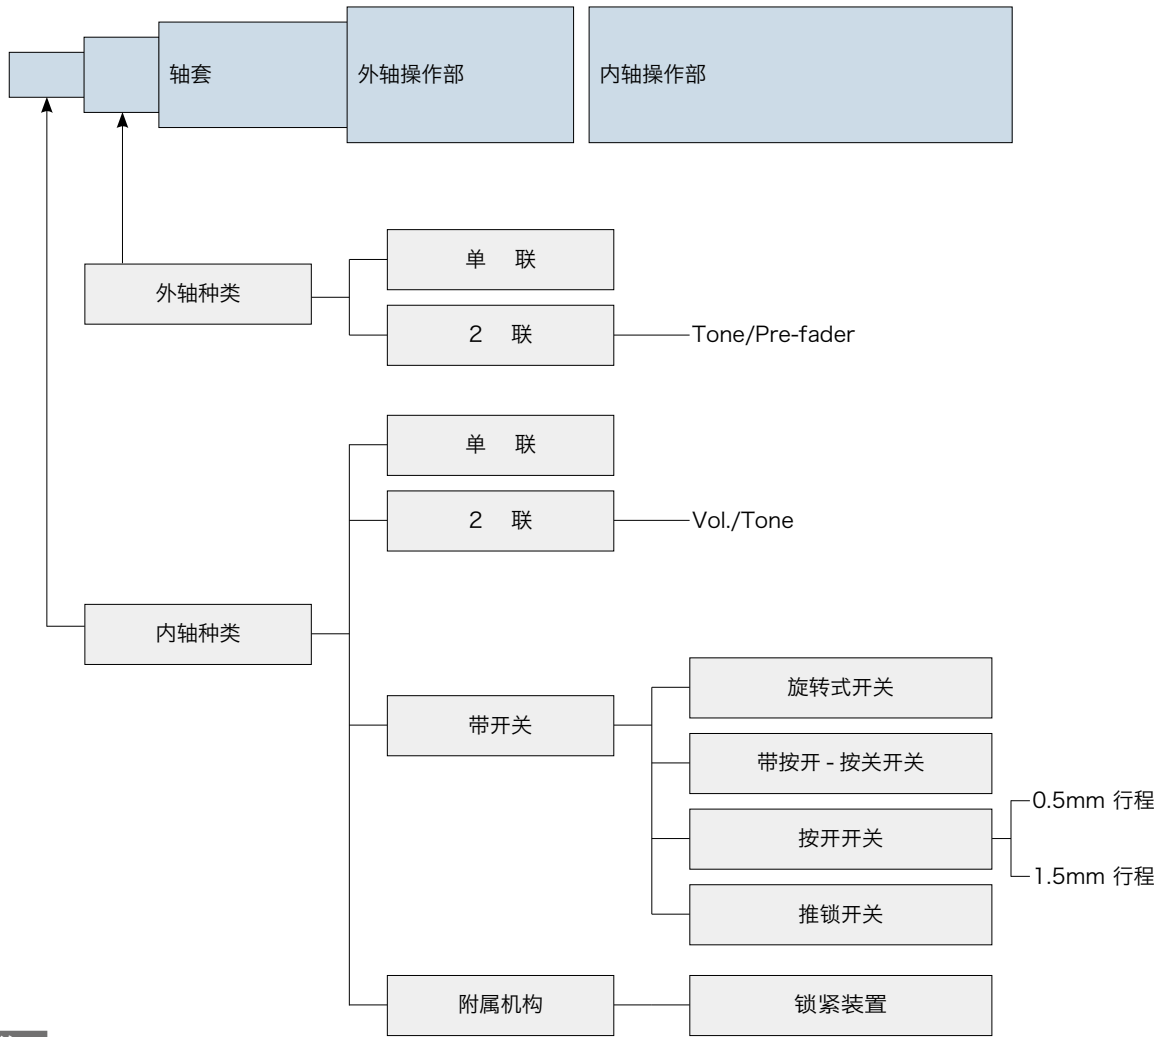 轴套
外轴操作部
内轴操作部
外轴种类
单 联
2 联
Tone/Pre-fader
单 联
2 联
Vol./Tone
内轴种类
带开关
旋转式开关
带按开 - 按关开关
按开开关
0.5mm 行程
1.5mm 行程
推锁开关
附属机构
锁紧装置